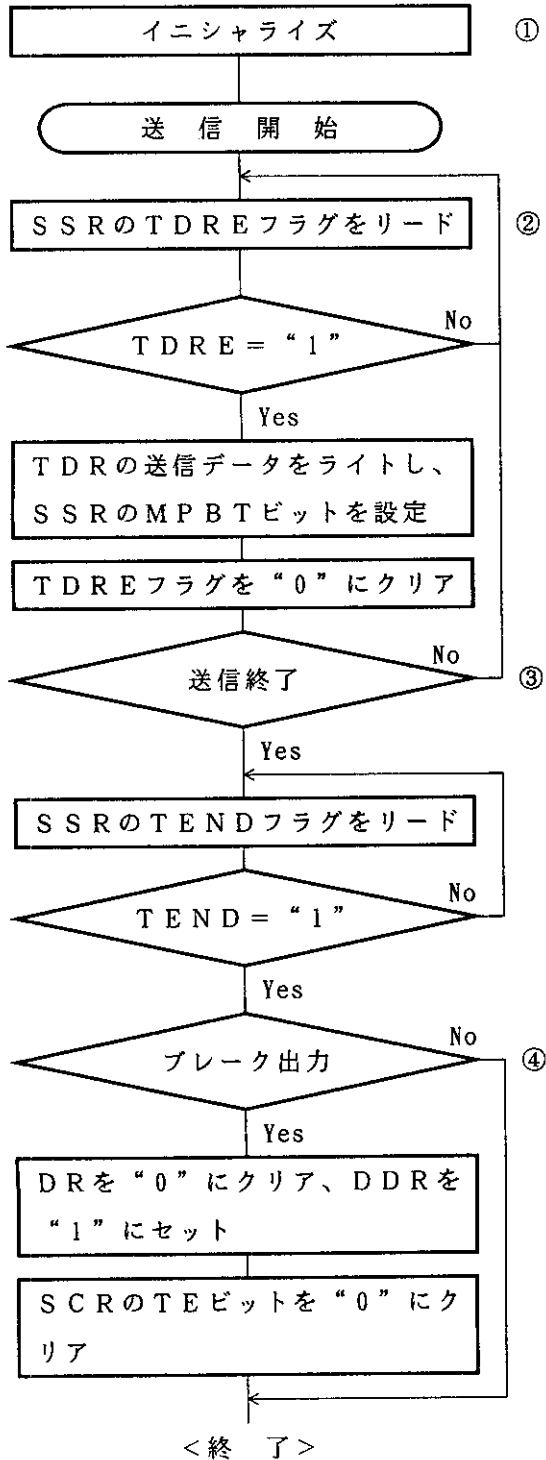 イニシャライズ ①
送信開始
SSRのTDREフラグをリード ②
TDRE=“1” No
Yes
TDRの送信データをライトし、
SSRのMPBTビットを設定
TDREフラグを“0”にクリア
送信終了 No ③
Yes
SSRのTENDフラグをリード
TEND=“1” No
Yes
ブレーク出力 No ④
Yes
DRを“0”にクリア、DDRを
“1”にセット
SCRのTEビットを“0”にク
リア
<終 了>